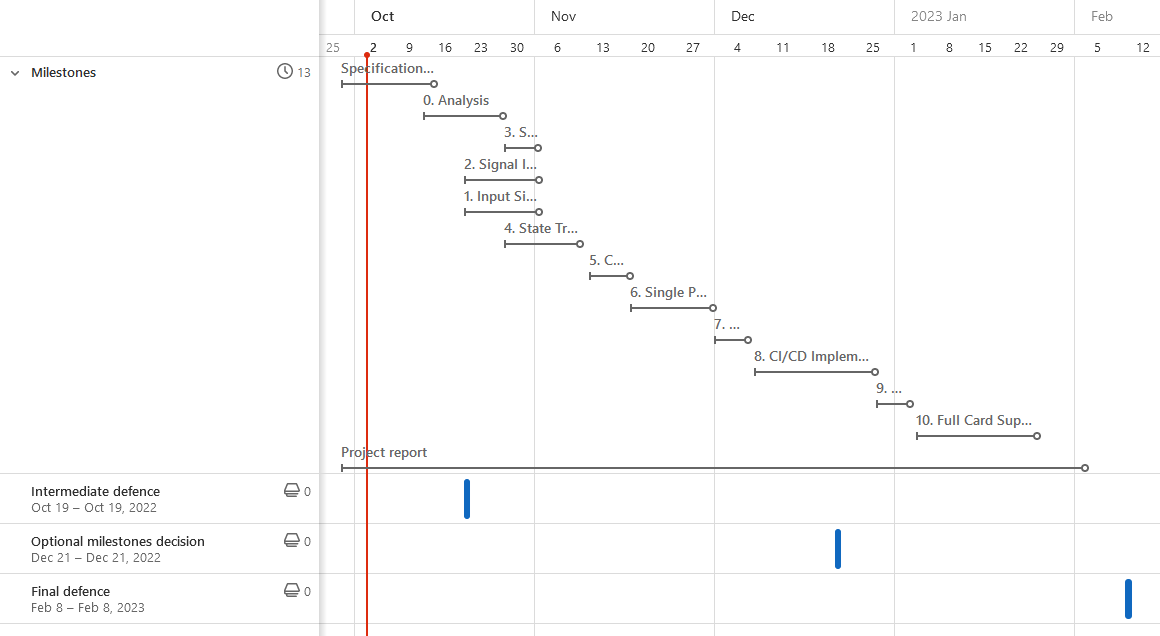 Oct Nov Dec 2023 Jan Feb
25 2 9 16 23 30 6 13 20 27 4 11 18 25 1 8 15 22 29 5 12
Milestones 13
Specification...
0. Analysis
3. S...
2. Signal I...
1. Input Si...
4. State Tr...
5. C...
6. Single P...
7. ...
8. CI/CD Implem...
9. ...
10. Full Card Sup...
Project report
Intermediate defence 0
Oct 19 – Oct 19, 2022
Optional milestones decision 0
Dec 21 – Dec 21, 2022
Final defence 0
Feb 8 – Feb 8, 2023